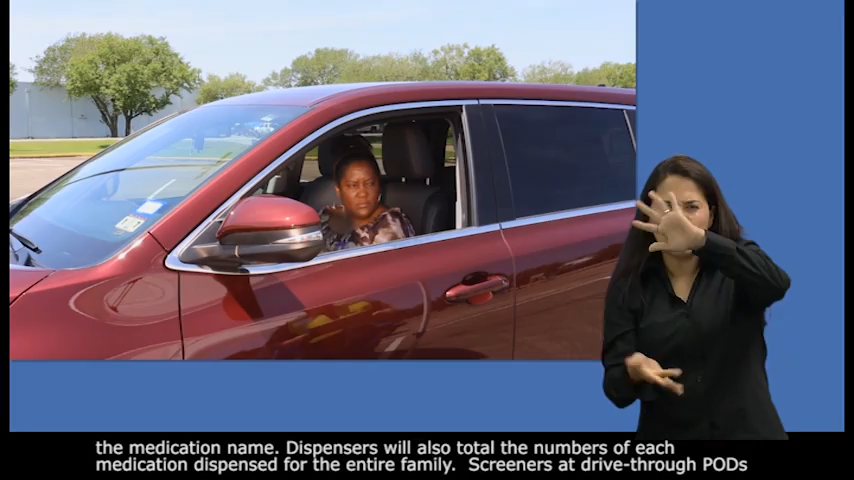 the medication name. Dispensers will also total the numbers of each
medication dispensed for the entire family.  Screeners at drive-through PODs